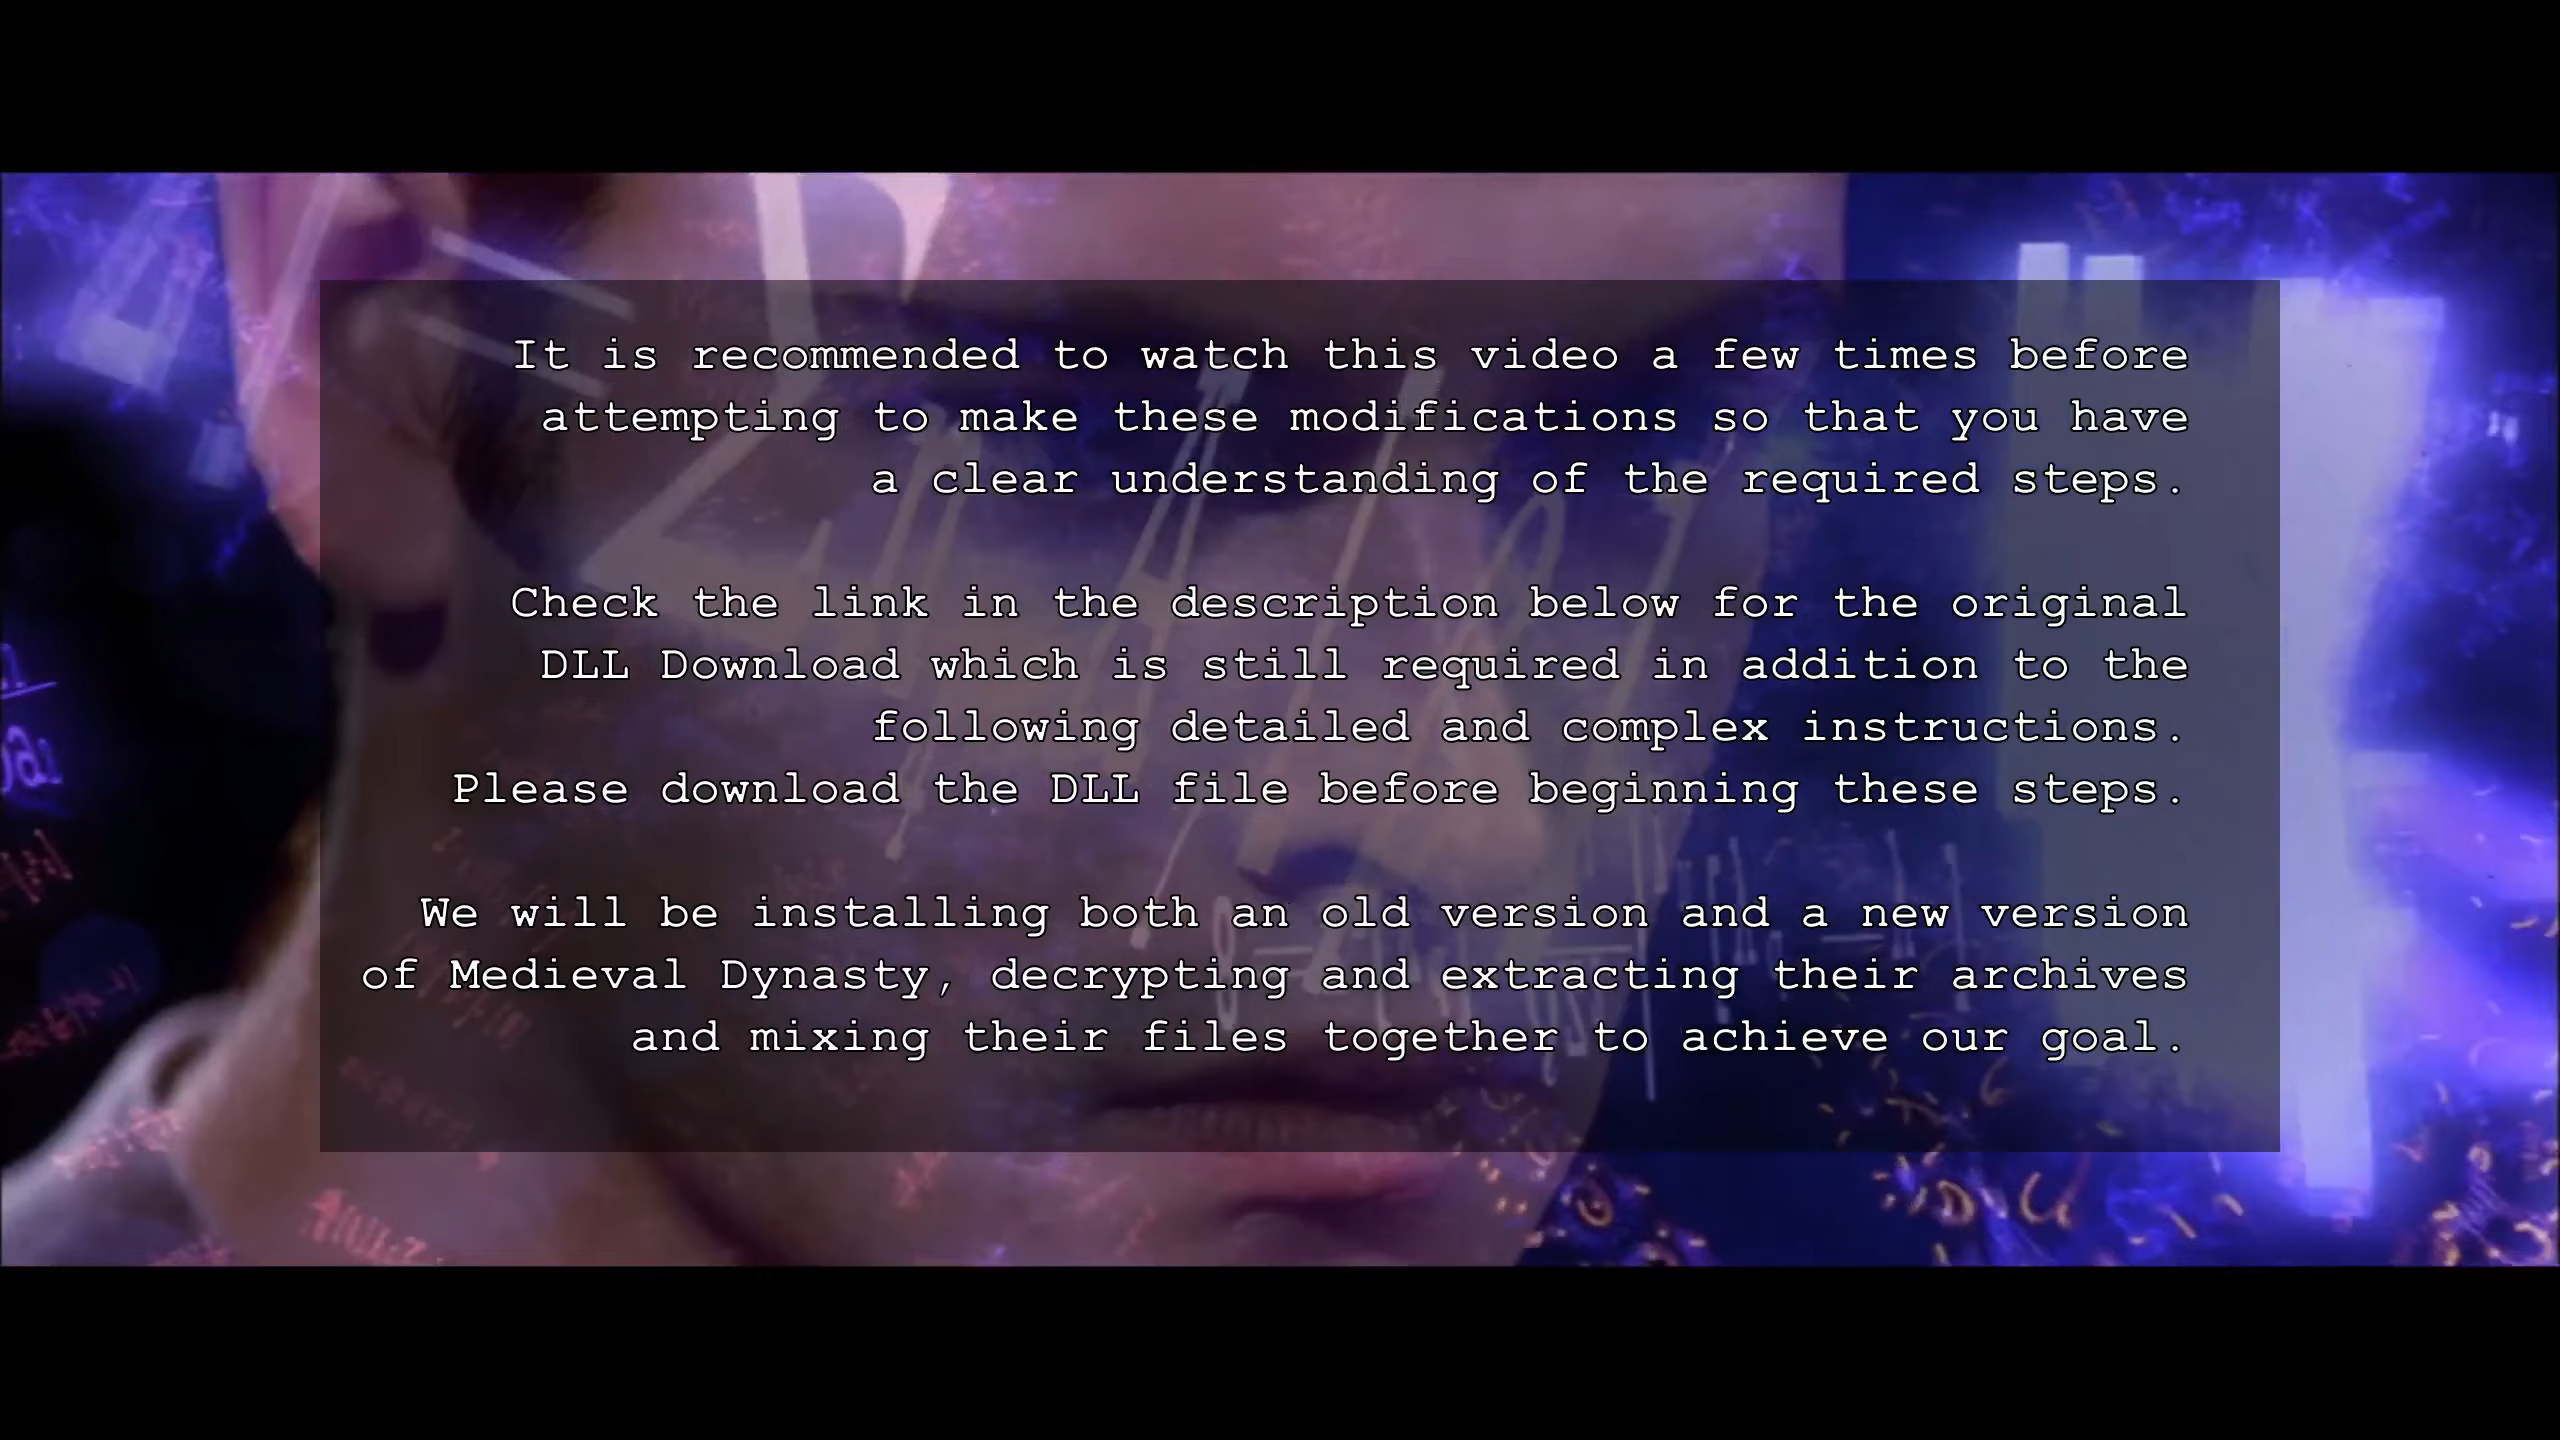 It is recommended to watch this video a few times before
attempting to make these modifications so that you have
a clear understanding of the required steps.
Check the link in the description below for the original
DLL Download which is still required in addition to the
following detailed and complex instructions.
Please download the DLL file before beginning these steps.
We will be installing both an old version and a new version
of Medieval Dynasty, decrypting and extracting their archives
and mixing their files together to achieve our goal.